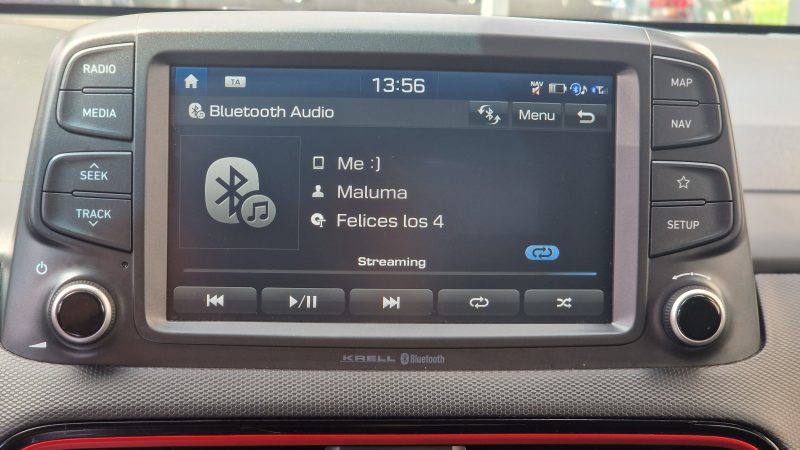 RADIO
MEDIA
SEEK
TRACK
TA
13:56
NAV
Bluetooth Audio
Menu
Me :)
Maluma
Felices los 4
Streaming
MAP
NAV
SETUP
KRELL Bluetooth